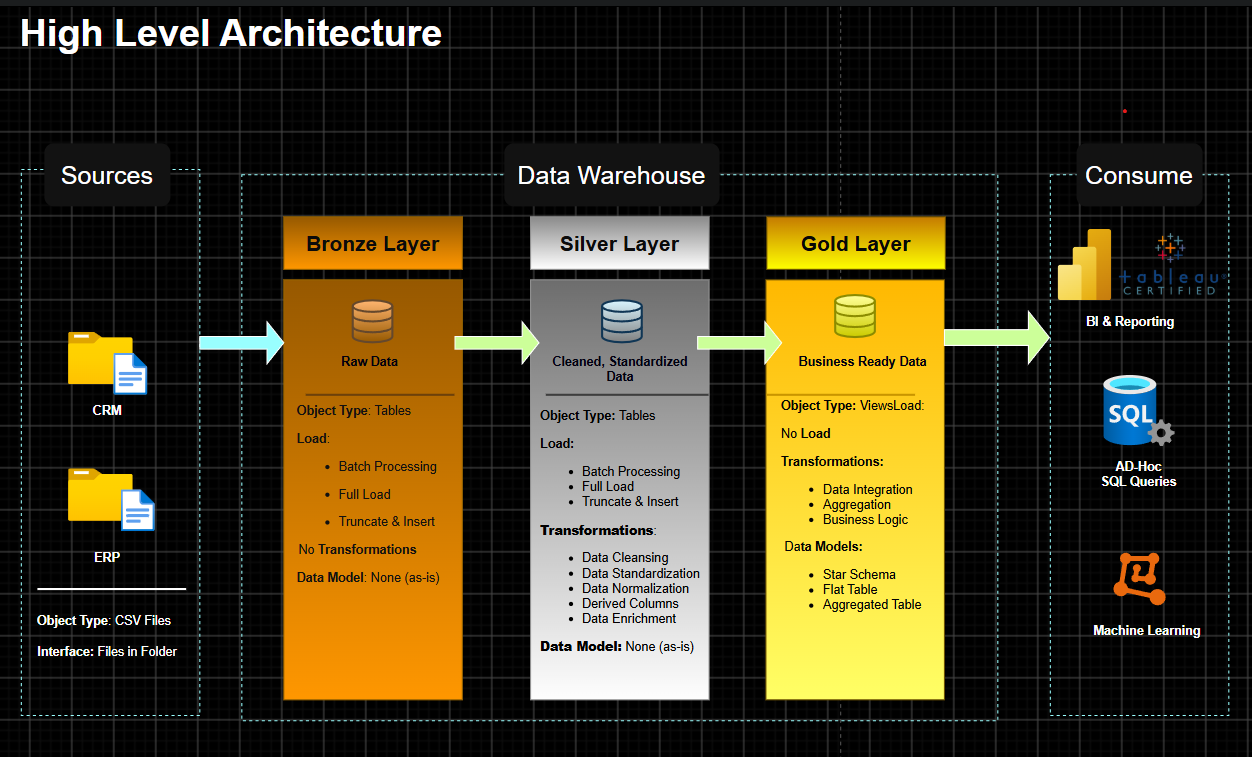 High Level Architecture
Sources
CRM
ERP
Object Type: CSV Files
Interface: Files in Folder
Data Warehouse
Bronze Layer
Raw Data
Object Type: Tables
Load:
Batch Processing
Full Load
Truncate & Insert
No Transformations
Data Model: None (as-is)
Silver Layer
Cleaned, Standardized
Data
Object Type: Tables
Load:
Batch Processing
Full Load
Truncate & Insert
Transformations:
Data Cleansing
Data Standardization
Data Normalization
Derived Columns
Data Enrichment
Data Model: None (as-is)
Gold Layer
Business Ready Data
Object Type: ViewsLoad:
No Load
Transformations:
Data Integration
Aggregation
Business Logic
Data Models:
Star Schema
Flat Table
Aggregated Table
Consume
tableau
CERTIFIED
BI & Reporting
SQL
AD-Hoc
SQL Queries
Machine Learning